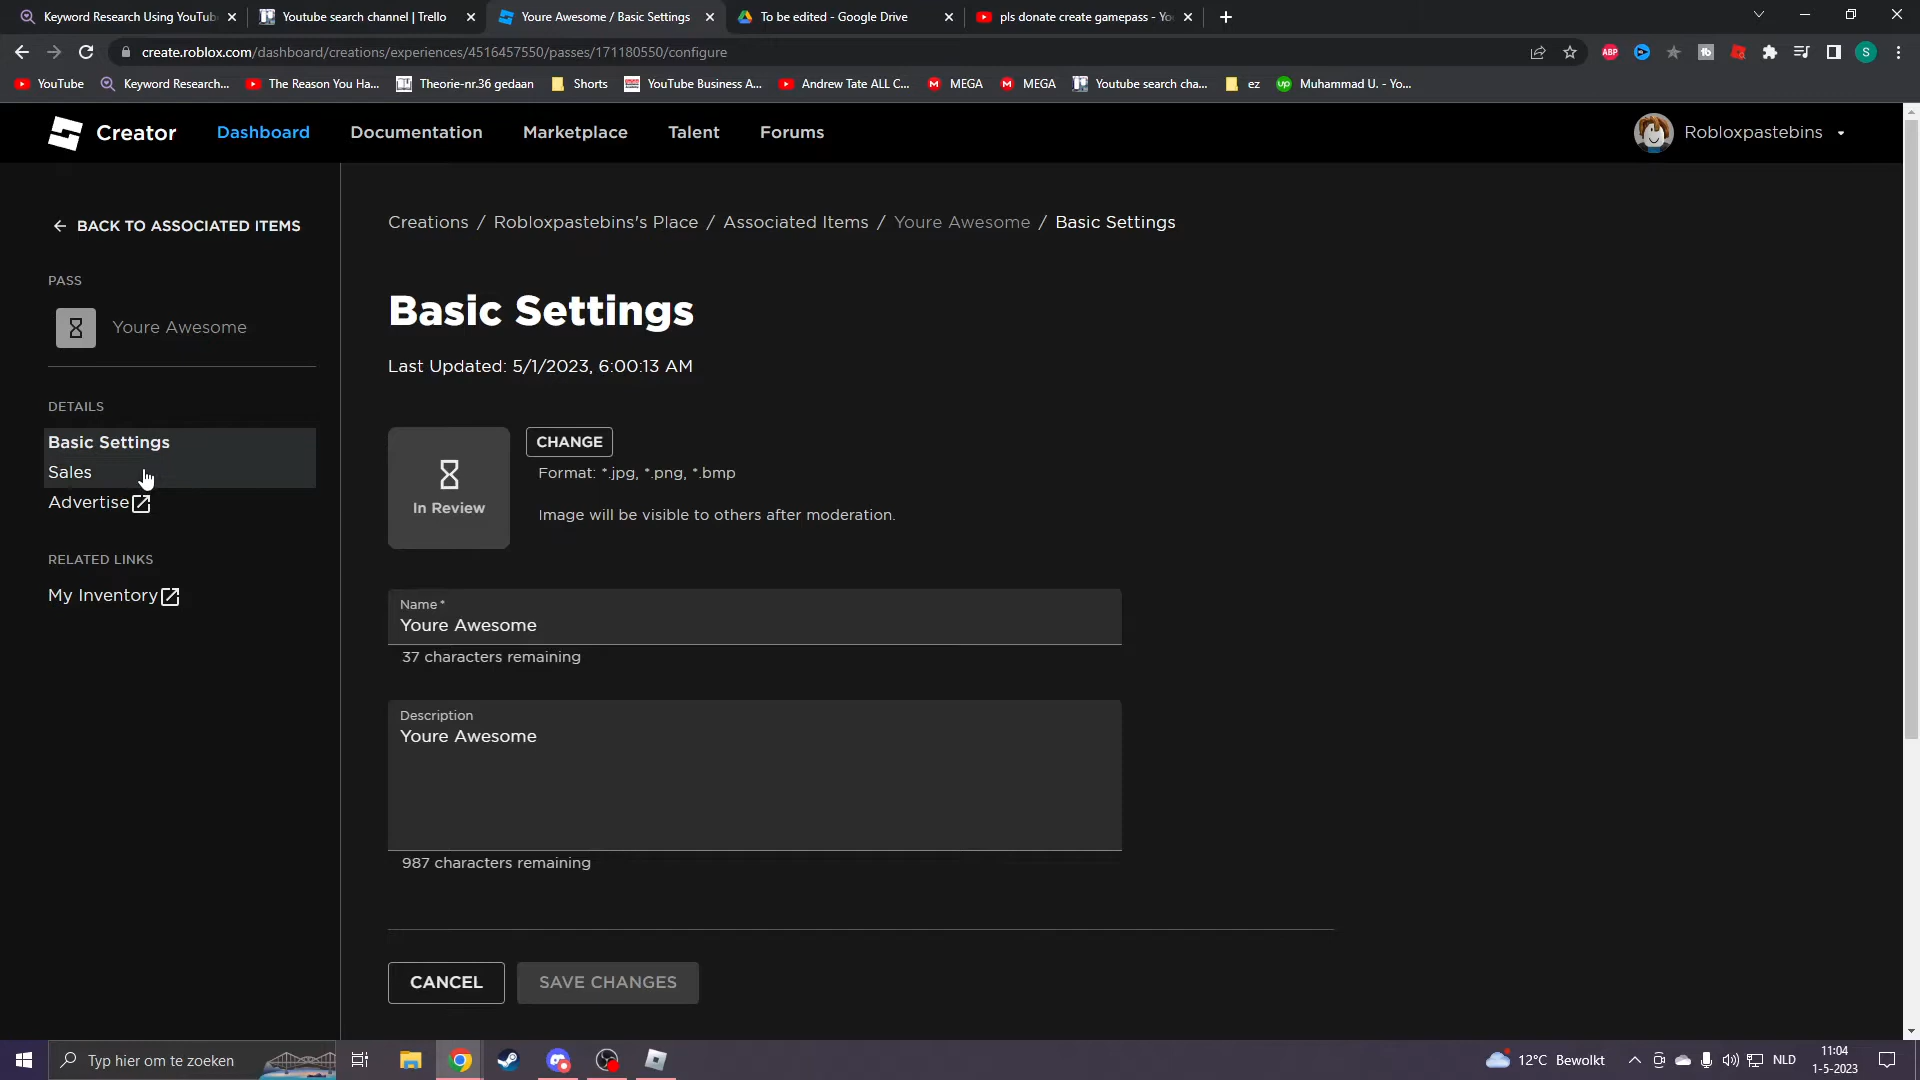 Keyword Research Using YouTub
Youtube search channel | Trello
Youre Awesome / Basic Settings
To be edited - Google Drive
pls donate create gamepass - Yo
create.roblox.com/dashboard/creations/experiences/4516457550/passes/171180550/configure
ABP
S
YouTube
Keyword Research...
The Reason You Ha...
Theorie-nr.36 gedaan
Shorts
YouTube Business A...
Andrew Tate ALL C...
MEGA
MEGA
Youtube search cha...
ez
Muhammad U. - Yo...
Creator
Dashboard
Documentation
Marketplace
Talent
Forums
Robloxpastebins
BACK TO ASSOCIATED ITEMS
PASS
Youre Awesome
DETAILS
Basic Settings
Sales
Advertise
RELATED LINKS
My Inventory
Creations / Robloxpastebins's Place / Associated Items / Youre Awesome / Basic Settings
Basic Settings
Last Updated: 5/1/2023, 6:00:13 AM
In Review
CHANGE
Format: *.jpg, *.png, *.bmp
Image will be visible to others after moderation.
Name *
Youre Awesome
37 characters remaining
Description
Youre Awesome
987 characters remaining
CANCEL
SAVE CHANGES
Typ hier om te zoeken
12°C Bewolkt
NLD
11:04
1-5-2023